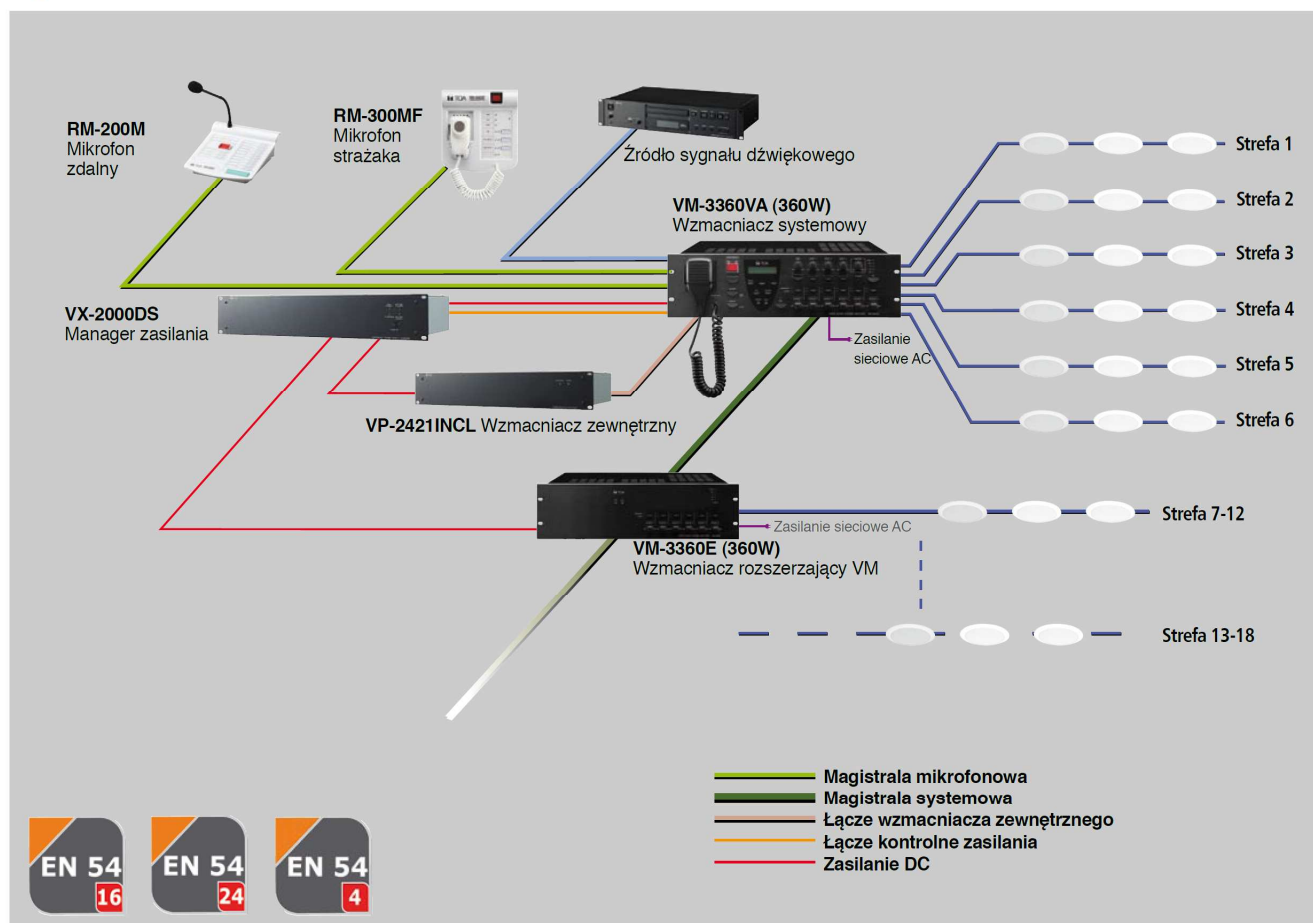 RM-200M
Mikrofon
zdalny
RM-300MF
Mikrofon
strażaka
TOA
Źródło sygnału dźwiękowego
VM-3360VA (360W)
Wzmacniacz systemowy
VX-2000DS
Manager zasilania
Zasilanie
sieciowe AC
VP-2421INCL Wzmacniacz zewnętrzny
Zasilanie sieciowe AC
VM-3360E (360W)
Wzmacniacz rozszerzający VM
Strefa 1
Strefa 2
Strefa 3
Strefa 4
Strefa 5
Strefa 6
Strefa 7-12
Strefa 13-18
Magistrala mikrofonowa
Magistrala systemowa
Łącze wzmacniacza zewnętrznego
Łącze kontrolne zasilania
Zasilanie DC
EN 54
16
EN 54
24
EN 54
4